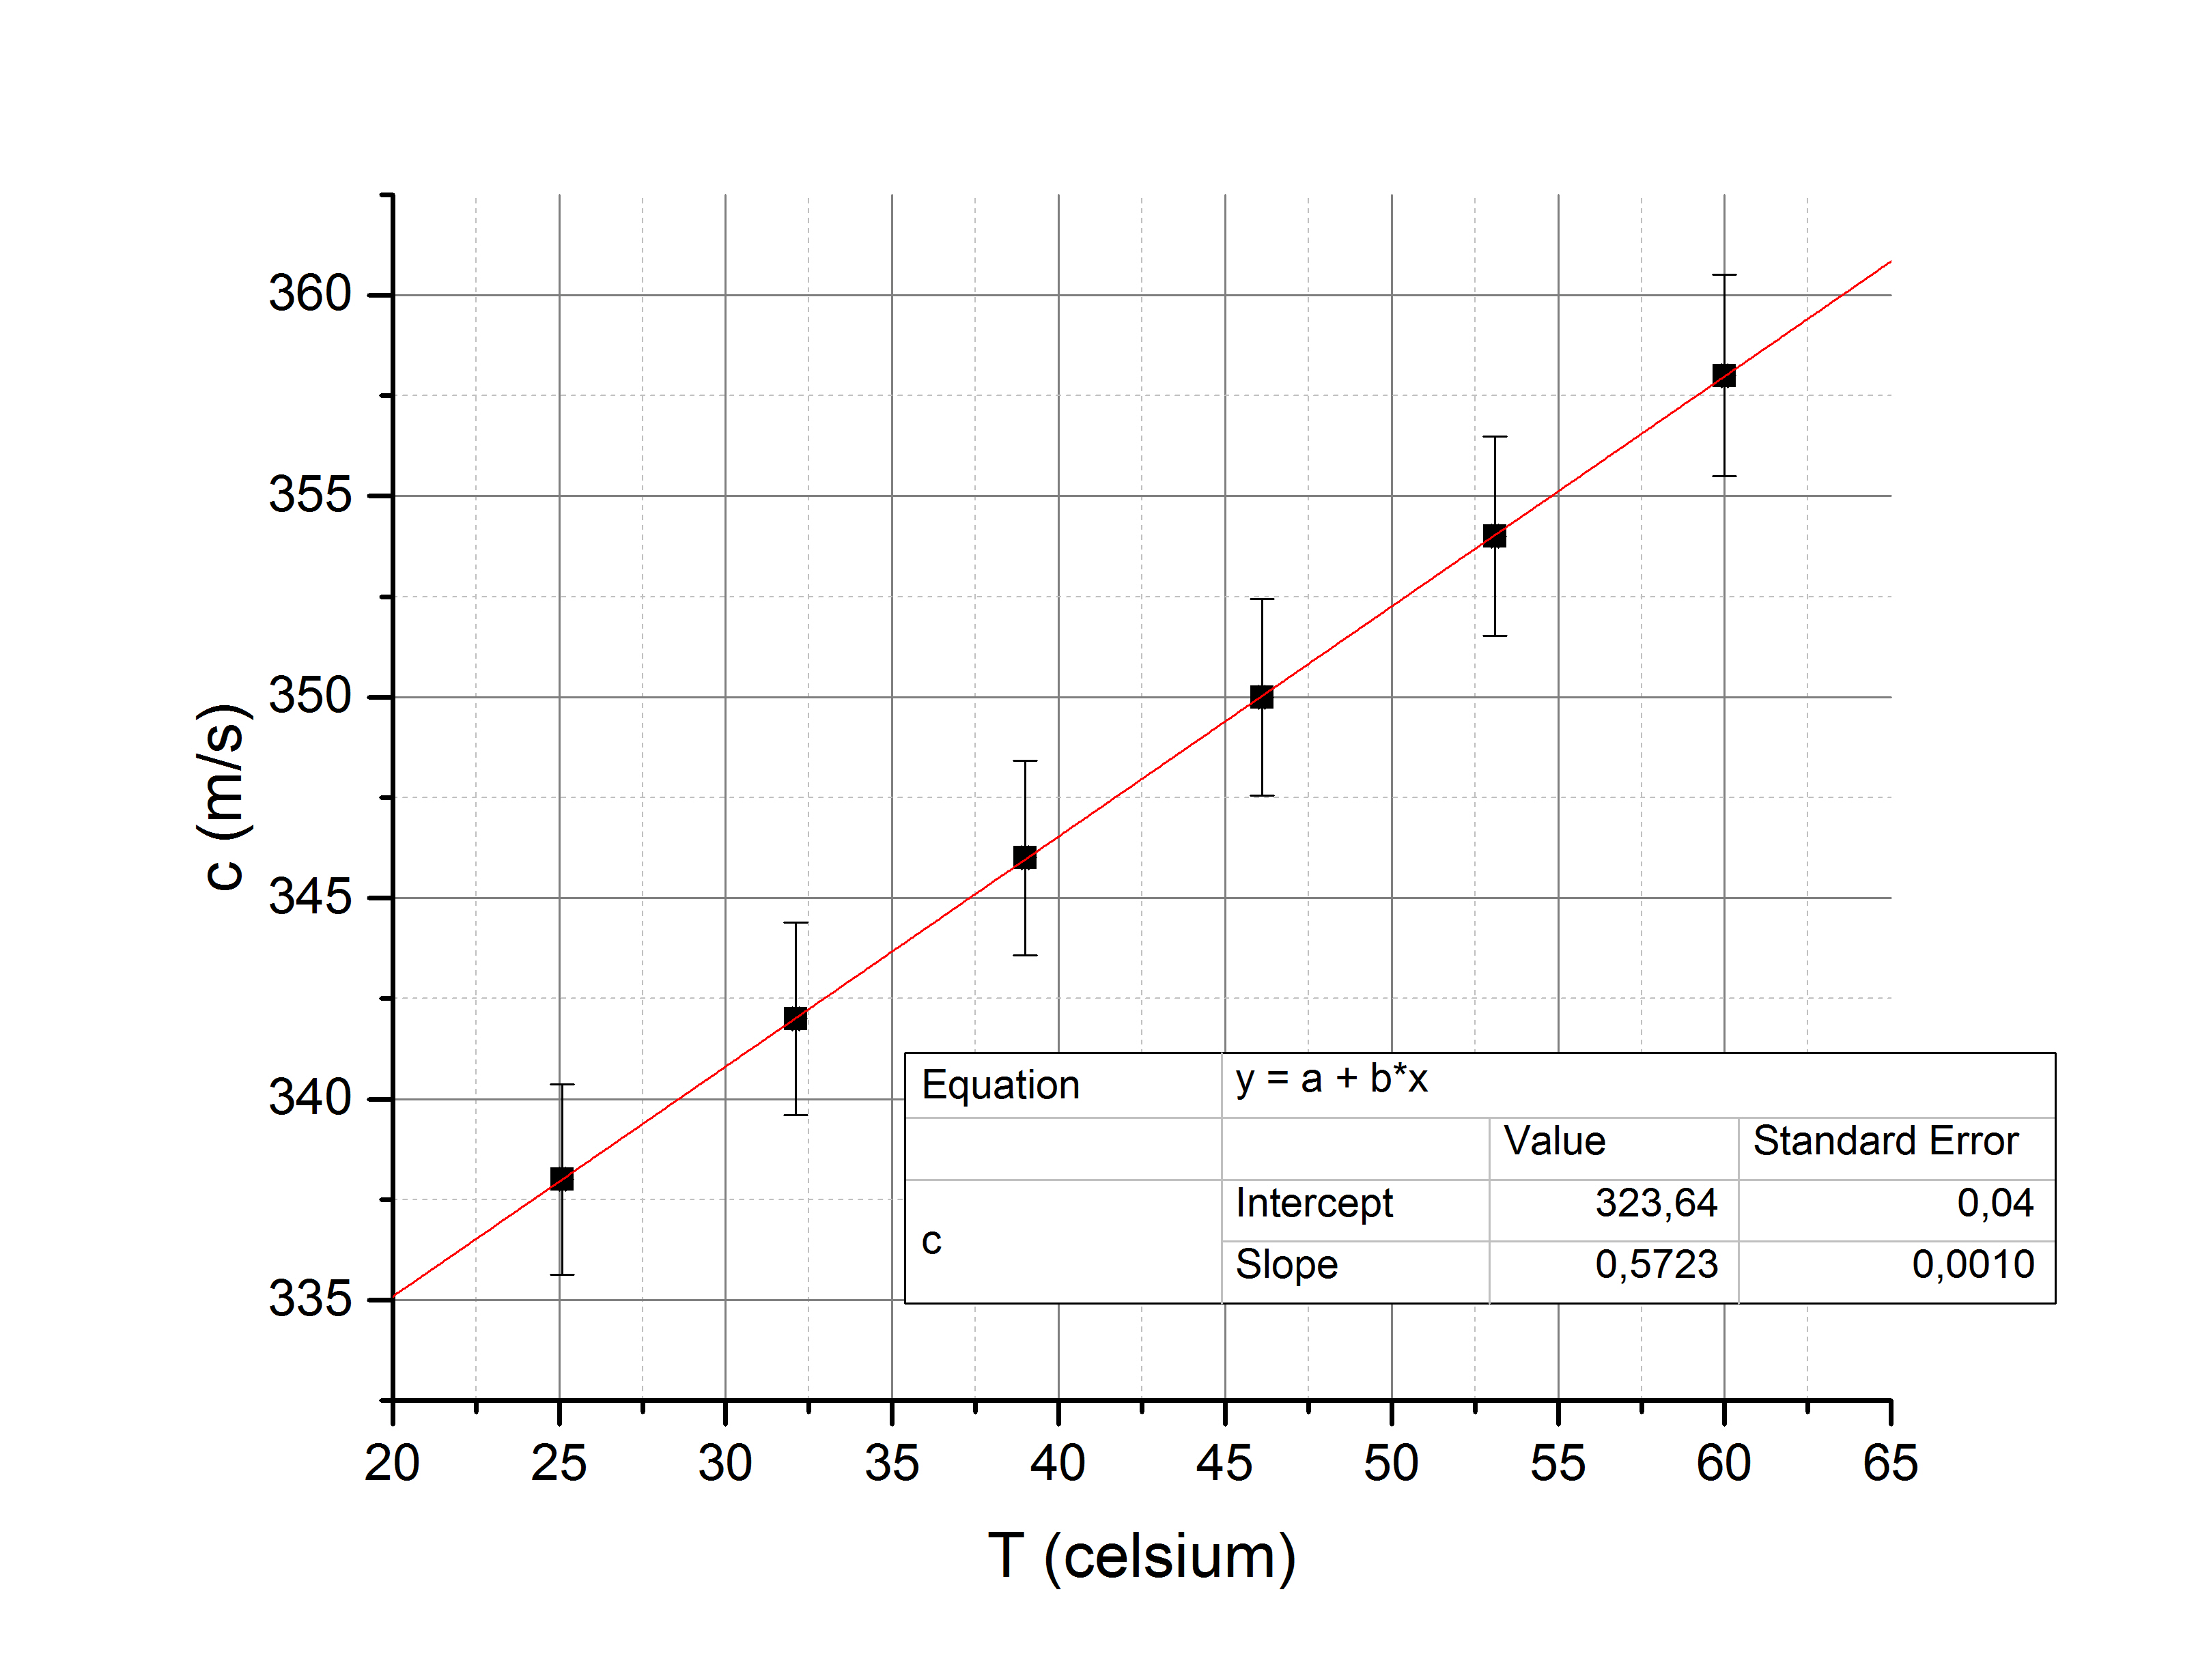 360
355
350
345
340
335
c (m/s)
Equation y = a + b*x
Value Standard Error
c Intercept 323,64 0,04
Slope 0,5723 0,0010
20 25 30 35 40 45 50 55 60 65
T (celsium)